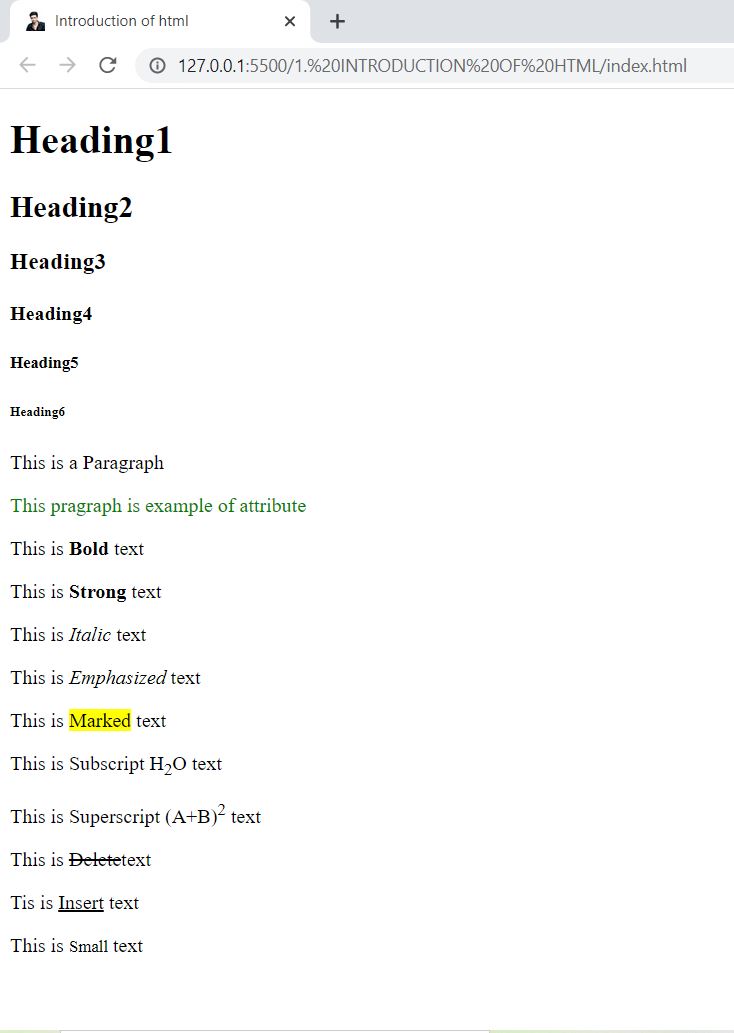 Introduction of html
127.0.0.1:5500/1.%20INTRODUCTION%20OF%20HTML/index.html
Heading1
Heading2
Heading3
Heading4
Heading5
Heading6
This is a Paragraph
This pragraph is example of attribute
This is Bold text
This is Strong text
This is Italic text
This is Emphasized text
This is Marked text
This is Subscript H₂O text
This is Superscript (A+B)² text
This is Deletetext
Tis is Insert text
This is Small text